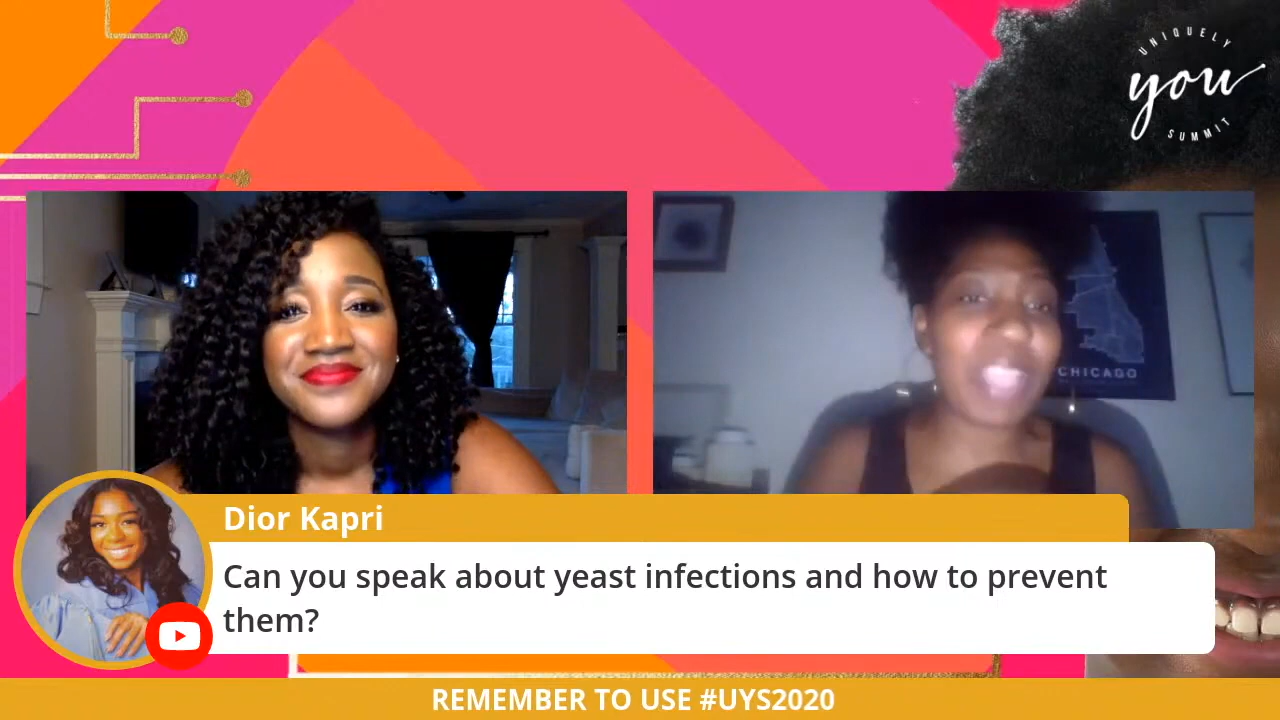 UNIQUELY
you
SUMMIT
CHICAGO
Dior Kapri
Can you speak about yeast infections and how to prevent
them?
REMEMBER TO USE #UYS2020